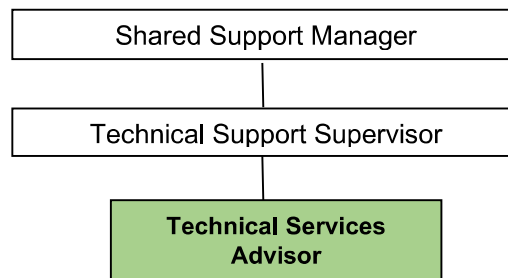 Shared Support Manager
Technical Support Supervisor
Technical Services
Advisor